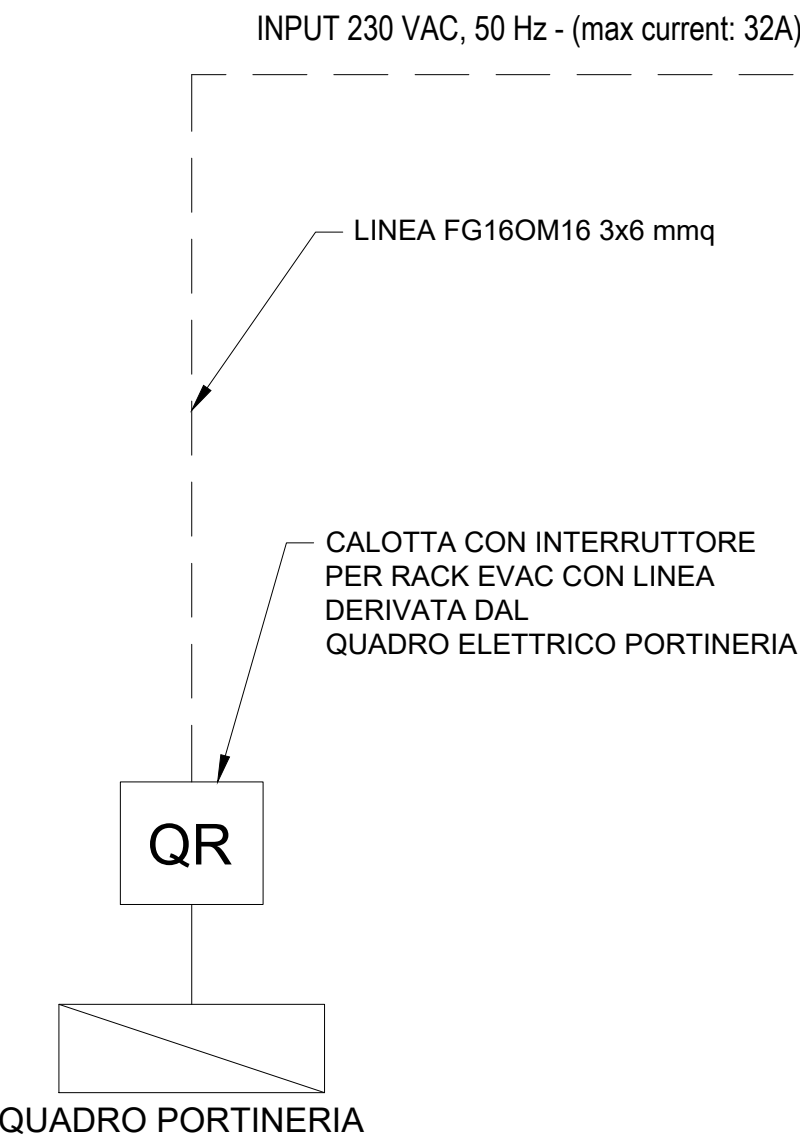 INPUT 230 VAC, 50 Hz - (max current: 32A)
LINEA FG16OM16 3x6 mmq
CALOTTA CON INTERRUTTORE
PER RACK EVAC CON LINEA
DERIVATA DAL
QUADRO ELETTRICO PORTINERIA
QR
QUADRO PORTINERIA